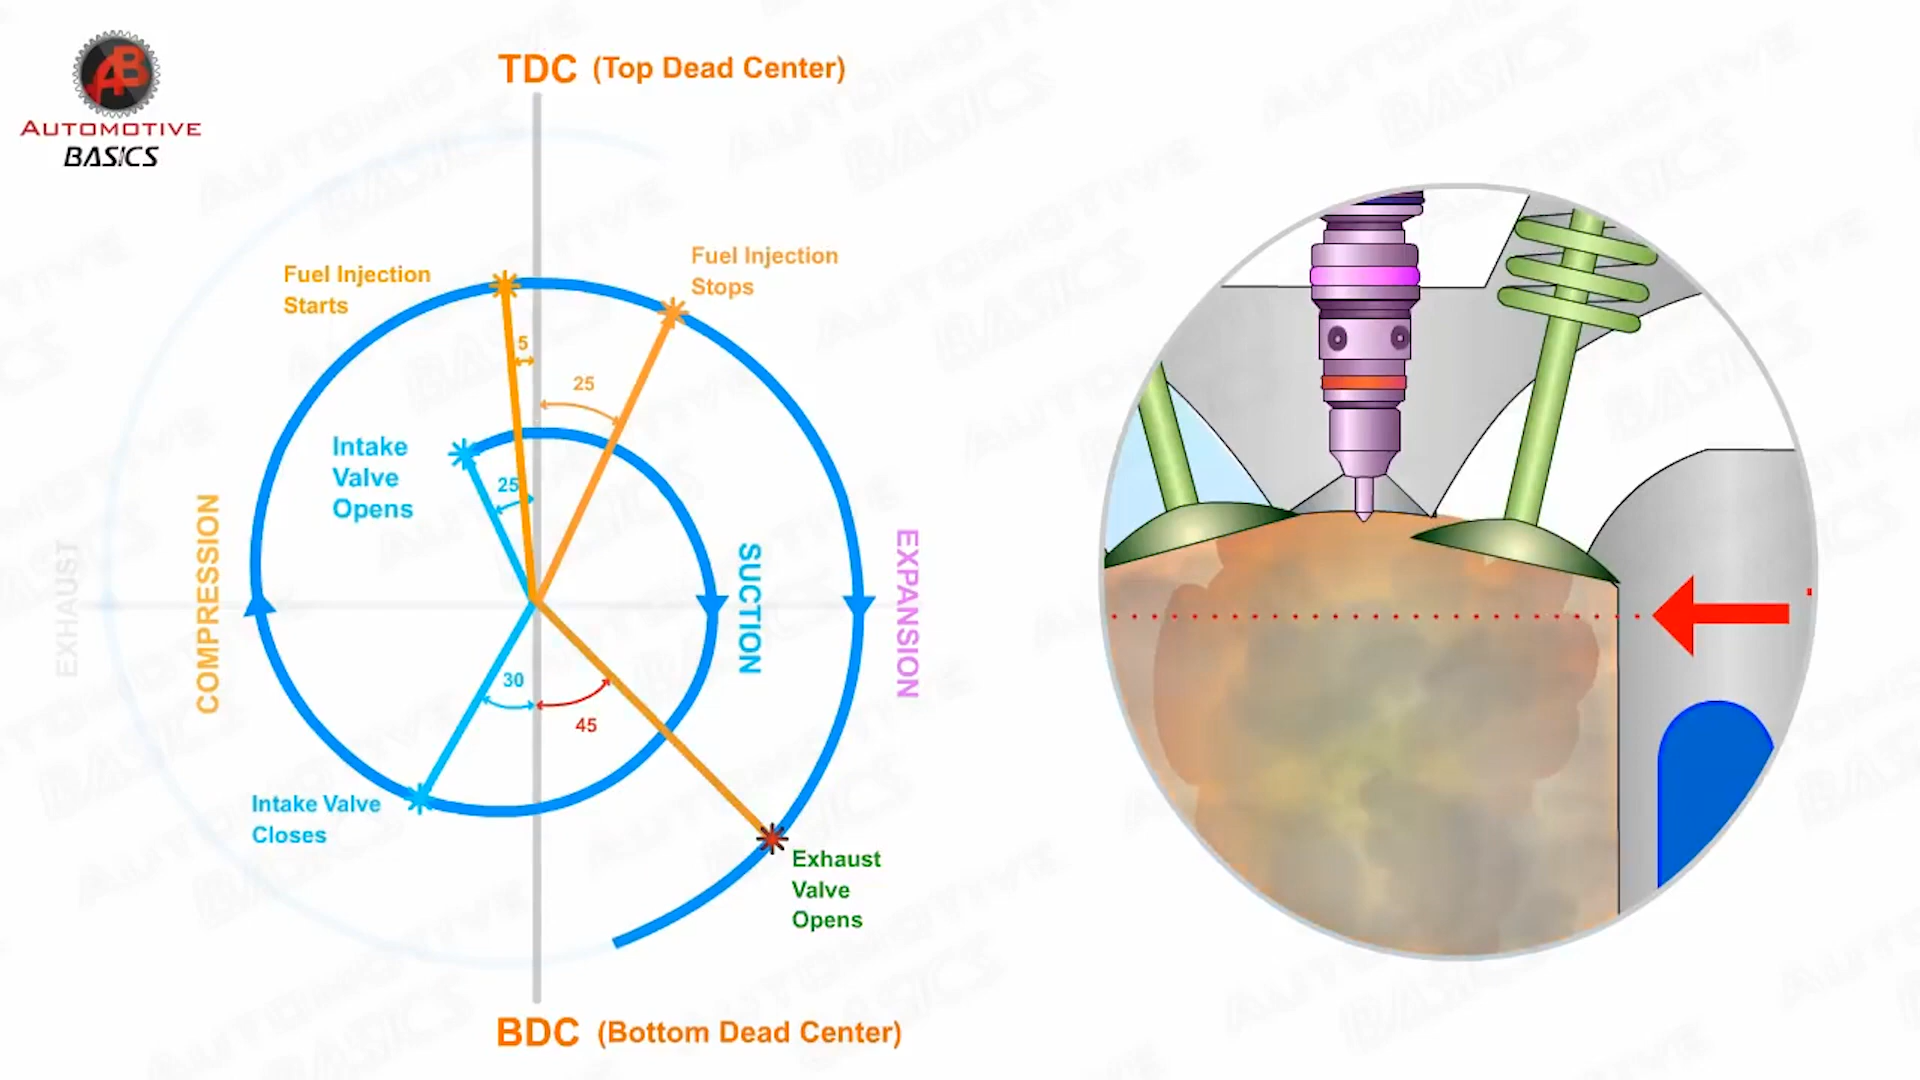 AB
AUTOMOTIVE
BASICS
TDC (Top Dead Center)
Fuel Injection
Starts
Fuel Injection
Stops
5
25
Intake
Valve
Opens
25
EXHAUST
COMPRESSION
SUCTION
EXPANSION
30
45
Intake Valve
Closes
Exhaust
Valve
Opens
BDC (Bottom Dead Center)